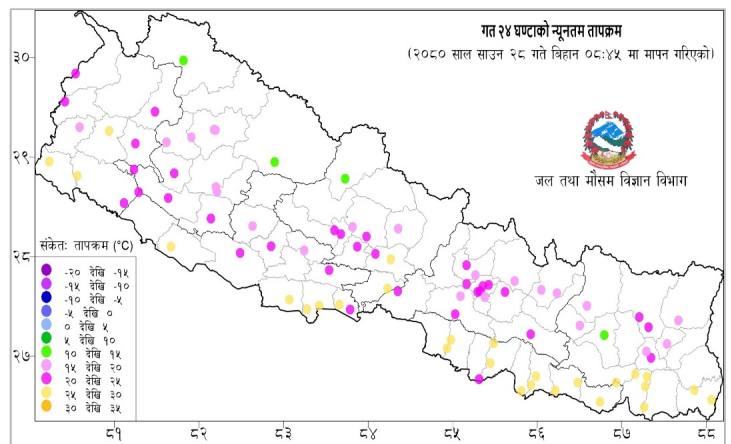 गत २४ घण्टाको न्यूनतम तापक्रम
(२०८० साल साउन २८ गते बिहान ०८:४५ मा मापन गरिएको)
जल तथा मौसम विज्ञान विभाग
३०
२९
२८
२७
संकेतः तापक्रम (°C)
-२० देखि -१५
-१५ देखि -१०
-१० देखि -५
-५ देखि ०
० देखि ५
५ देखि १०
१० देखि १५
१५ देखि २०
२० देखि २५
२५ देखि ३०
३० देखि ३५
८१ ८२ ८३ ८४ ८५ ८६ ८७ ८८